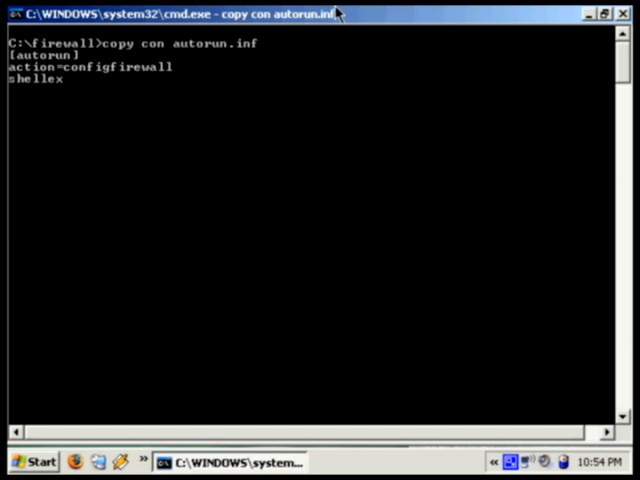 C:\WINDOWS\system32\cmd.exe - copy con autorun.inf
C:\firewall>copy con autorun.inf
[autorun]
action=configfirewall
shellex
Start
C:\WINDOWS\system...
10:54 PM